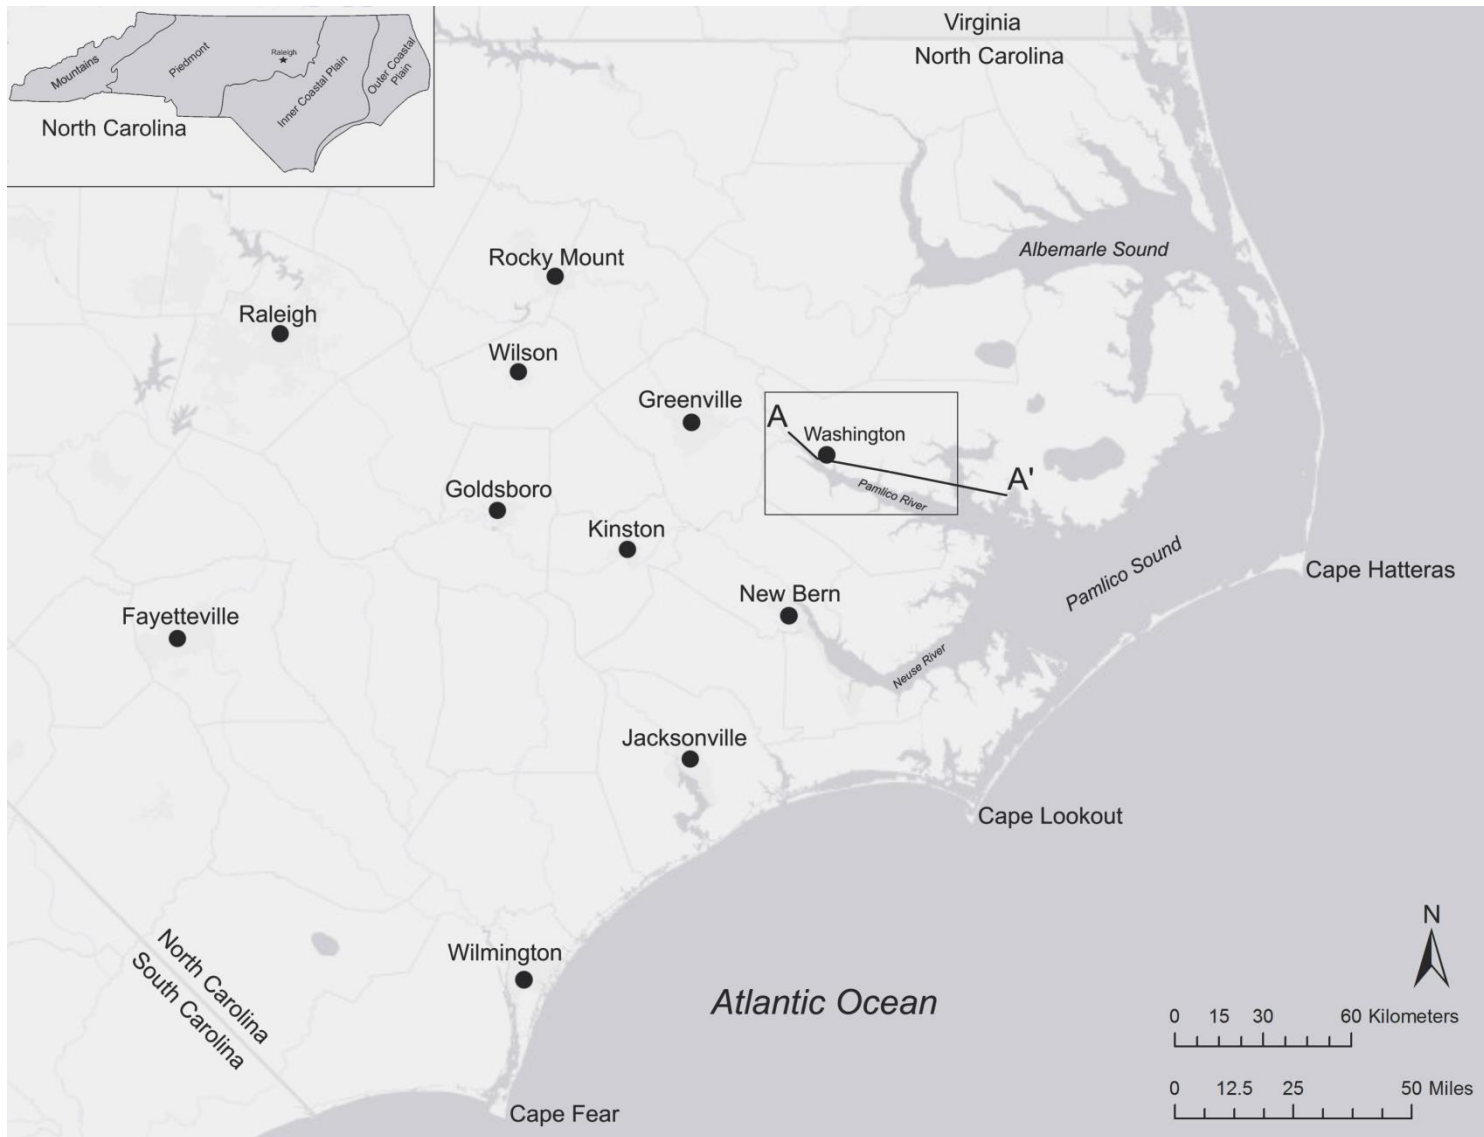 Virginia
North Carolina
Mountains
Piedmont
Raleigh
Inner Coastal Plain
Outer Coastal
Plain
North Carolina
Albemarle Sound
Rocky Mount
Raleigh
Wilson
Greenville
A
Washington
A'
Pamlico River
Goldsboro
Kinston
Pamlico Sound
Cape Hatteras
New Bern
Fayetteville
Neuse River
Jacksonville
Cape Lookout
North Carolina
South Carolina
Wilmington
Atlantic Ocean
N
0 15 30 60 Kilometers
0 12.5 25 50 Miles
Cape Fear